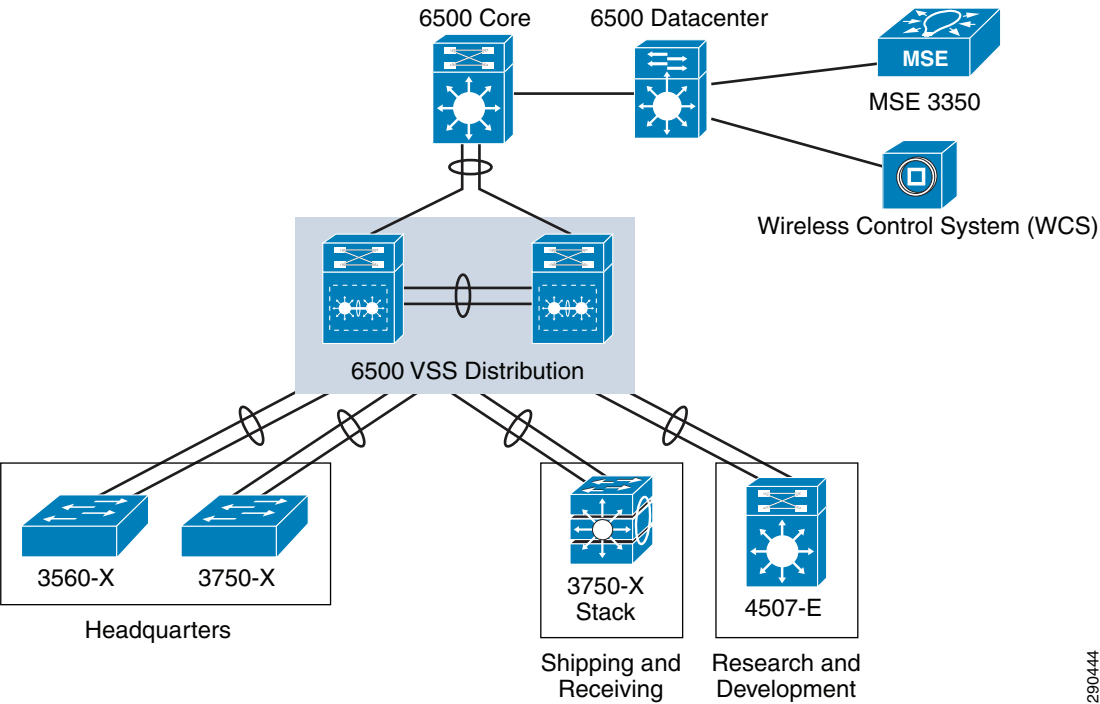 6500 Core
6500 Datacenter
MSE
MSE 3350
Wireless Control System (WCS)
6500 VSS Distribution
3560-X
3750-X
3750-X
Stack
4507-E
Headquarters
Shipping and
Receiving
Research and
Development
290444